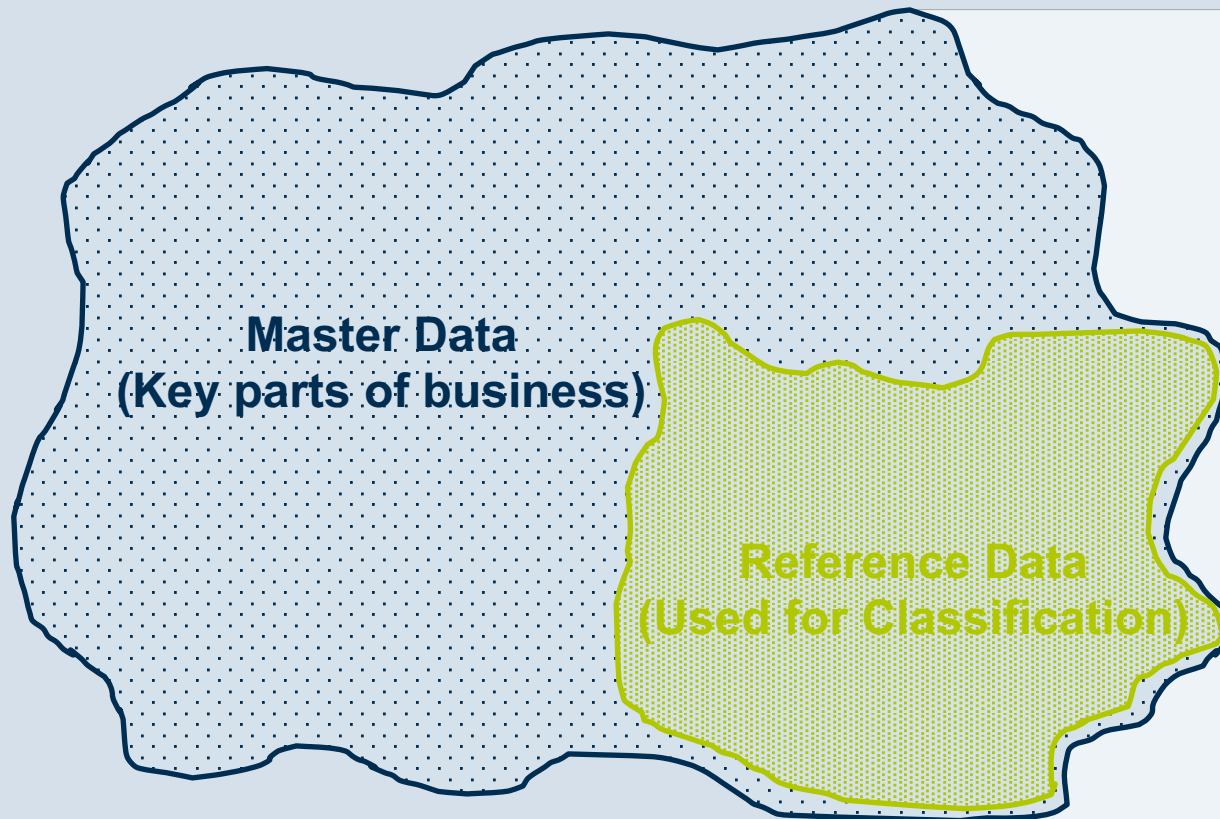 Master Data
(Key parts of business)
Reference Data
(Used for Classification)